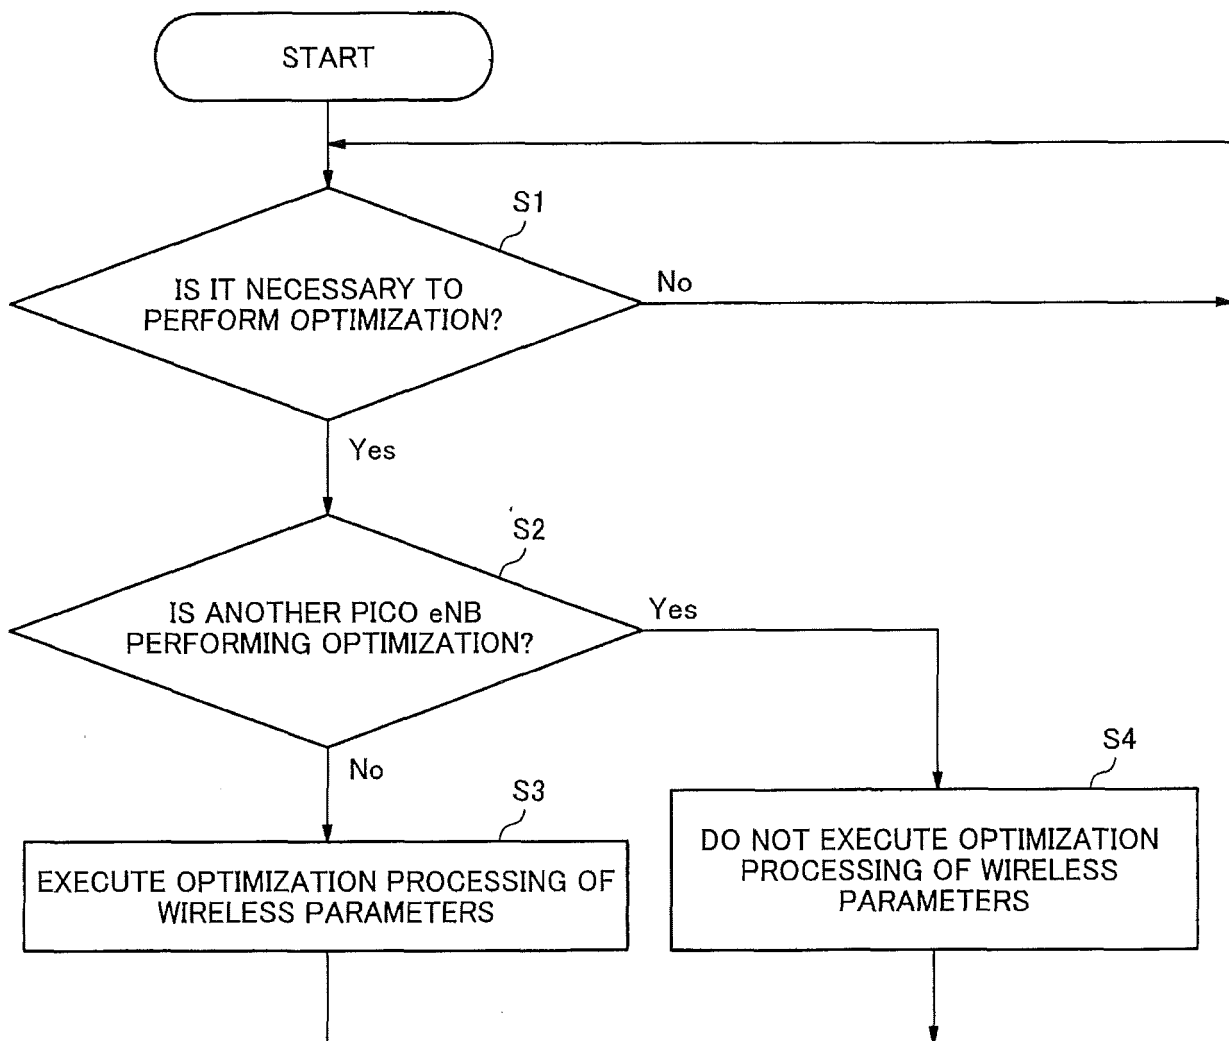 START
S1
IS IT NECESSARY TO
PERFORM OPTIMIZATION?
No
Yes
S2
IS ANOTHER PICO eNB
PERFORMING OPTIMIZATION?
Yes
No
S3
EXECUTE OPTIMIZATION PROCESSING OF
WIRELESS PARAMETERS
S4
DO NOT EXECUTE OPTIMIZATION
PROCESSING OF WIRELESS
PARAMETERS